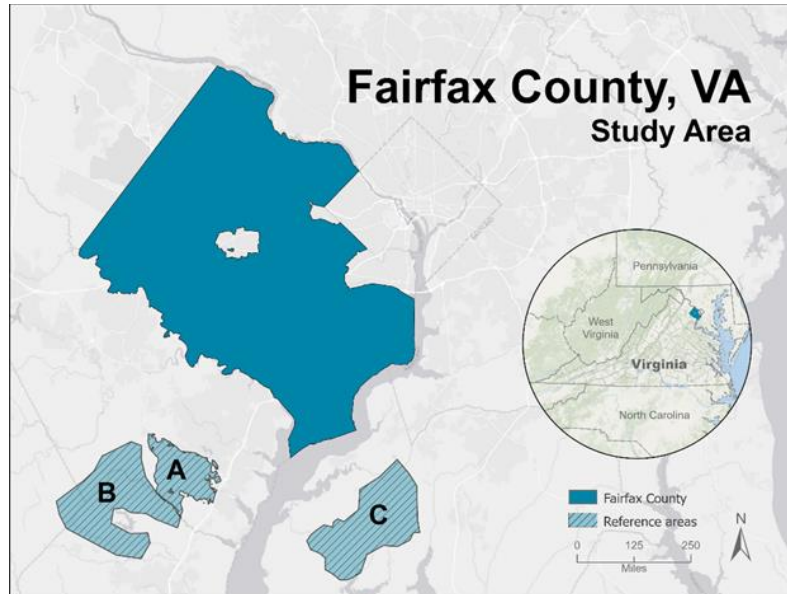 Fairfax County, VA
Study Area
Pennsylvania
West
Virginia
Virginia
North Carolina
A
B
C
Fairfax County
Reference areas
N
0 125 250
Miles